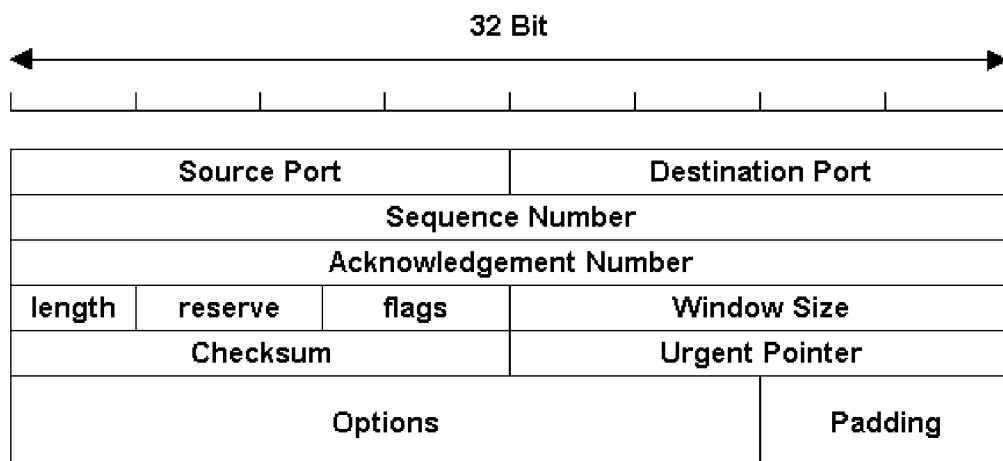 32 Bit
Source Port Destination Port
Sequence Number
Acknowledgement Number
length reserve flags Window Size
Checksum Urgent Pointer
Options Padding